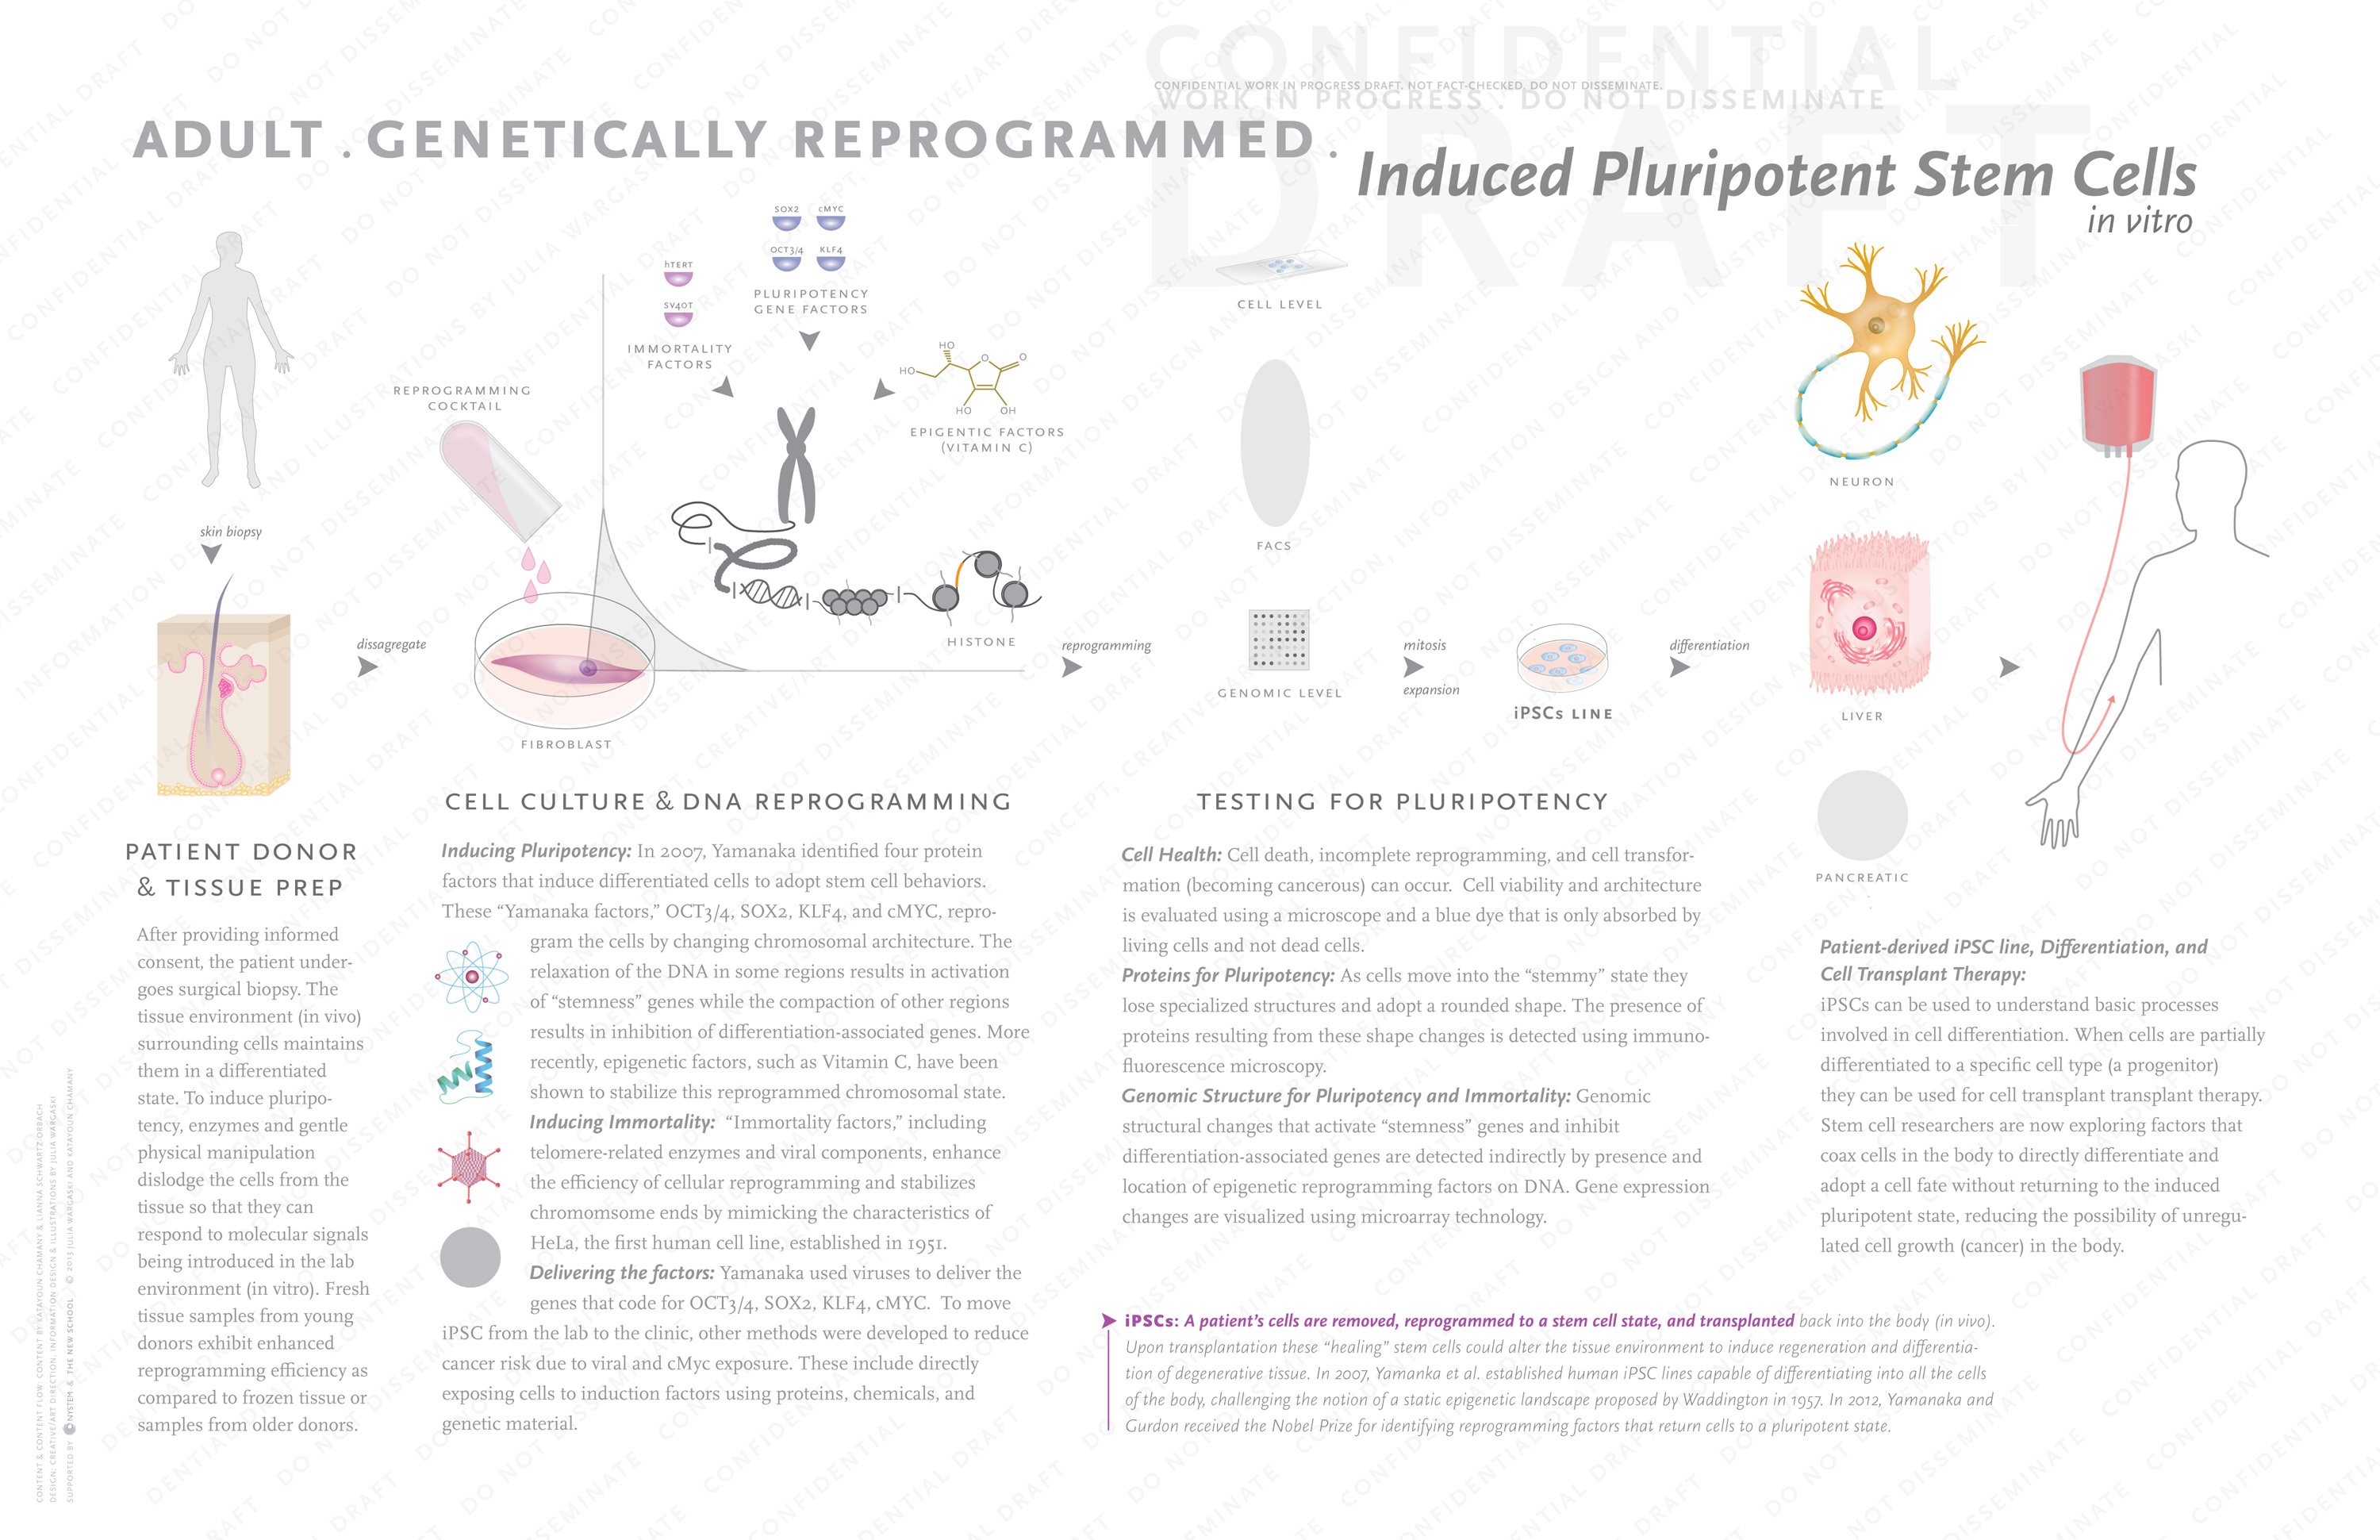 CONFIDENTIAL
CONFIDENTIAL WORK IN PROGRESS DRAFT. NOT FACT-CHECKED. DO NOT DISSEMINATE.
WORK IN PROGRESS . DO NOT DISSEMINATE
DRAFT
ADULT . GENETICALLY REPROGRAMMED .
Induced Pluripotent Stem Cells
in vitro
skin biopsy
dissagregate
REPROGRAMMING
COCKTAIL
FIBROBLAST
hTERT
SV40T
IMMORTALITY
FACTORS
SOX2 cMYC
OCT3/4 KLF4
PLURIPOTENCY
GENE FACTORS
HO
O
O
HO
HO
OH
EPIGENTIC FACTORS
(VITAMIN C)
HISTONE
reprogramming
CELL LEVEL
FACS
GENOMIC LEVEL
mitosis
expansion
iPSCs LINE
differentiation
NEURON
LIVER
PANCREATIC
PATIENT DONOR
& TISSUE PREP
After providing informed
consent, the patient under-
goes surgical biopsy. The
tissue environment (in vivo)
surrounding cells maintains
them in a differentiated
state. To induce pluripo-
tency, enzymes and gentle
physical manipulation
dislodge the cells from the
tissue so that they can
respond to molecular signals
being introduced in the lab
environment (in vitro). Fresh
tissue samples from young
donors exhibit enhanced
reprogramming efficiency as
compared to frozen tissue or
samples from older donors.
CELL CULTURE & DNA REPROGRAMMING
Inducing Pluripotency: In 2007, Yamanaka identified four protein
factors that induce differentiated cells to adopt stem cell behaviors.
These “Yamanaka factors,” OCT3/4, SOX2, KLF4, and cMYC, repro-
gram the cells by changing chromosomal architecture. The
relaxation of the DNA in some regions results in activation
of “stemness” genes while the compaction of other regions
results in inhibition of differentiation-associated genes. More
recently, epigenetic factors, such as Vitamin C, have been
shown to stabilize this reprogrammed chromosomal state.
Inducing Immortality: “Immortality factors,” including
telomere-related enzymes and viral components, enhance
the efficiency of cellular reprogramming and stabilizes
chromomsome ends by mimicking the characteristics of
HeLa, the first human cell line, established in 1951.
Delivering the factors: Yamanaka used viruses to deliver the
genes that code for OCT3/4, SOX2, KLF4, cMYC. To move
iPSC from the lab to the clinic, other methods were developed to reduce
cancer risk due to viral and cMyc exposure. These include directly
exposing cells to induction factors using proteins, chemicals, and
genetic material.
TESTING FOR PLURIPOTENCY
Cell Health: Cell death, incomplete reprogramming, and cell transfor-
mation (becoming cancerous) can occur. Cell viability and architecture
is evaluated using a microscope and a blue dye that is only absorbed by
living cells and not dead cells.
Proteins for Pluripotency: As cells move into the “stemmy” state they
lose specialized structures and adopt a rounded shape. The presence of
proteins resulting from these shape changes is detected using immuno-
fluorescence microscopy.
Genomic Structure for Pluripotency and Immortality: Genomic
structural changes that activate “stemness” genes and inhibit
differentiation-associated genes are detected indirectly by presence and
location of epigenetic reprogramming factors on DNA. Gene expression
changes are visualized using microarray technology.
Patient-derived iPSC line, Differentiation, and
Cell Transplant Therapy:
iPSCs can be used to understand basic processes
involved in cell differentiation. When cells are partially
differentiated to a specific cell type (a progenitor)
they can be used for cell transplant transplant therapy.
Stem cell researchers are now exploring factors that
coax cells in the body to directly differentiate and
adopt a cell fate without returning to the induced
pluripotent state, reducing the possibility of unregu-
lated cell growth (cancer) in the body.
iPSCs: A patient’s cells are removed, reprogrammed to a stem cell state, and transplanted back into the body (in vivo).
Upon transplantation these “healing” stem cells could alter the tissue environment to induce regeneration and differentia-
tion of degenerative tissue. In 2007, Yamanka et al. established human iPSC lines capable of differentiating into all the cells
of the body, challenging the notion of a static epigenetic landscape proposed by Waddington in 1957. In 2012, Yamanaka and
Gurdon received the Nobel Prize for identifying reprogramming factors that return cells to a pluripotent state.
CONTENT & CONTENT FLOW: CONTENT BY KATAYOUN CHAMANY & LIANA SCHWARTZ-ORBACH
DESIGN: CREATIVE/ART DIRECTION, INFORMATION DESIGN & ILLUSTRATIONS BY JULIA WARGASKI
SUPPORTED BY NYSTEM & THE NEW SCHOOL © 2013 JULIA WARGASKI AND KATAYOUN CHAMANY